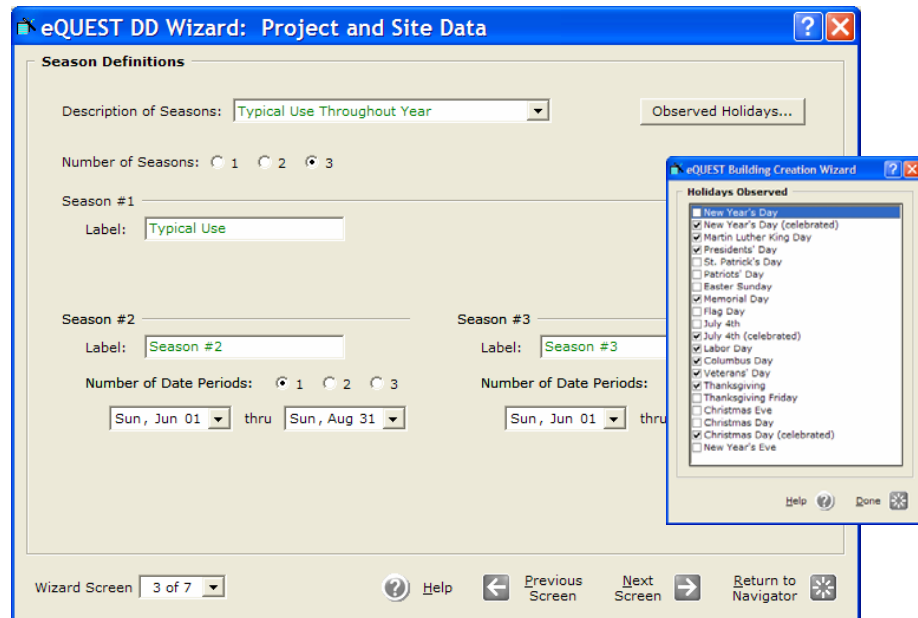 eQUEST DD Wizard: Project and Site Data
Season Definitions
Description of Seasons: Typical Use Throughout Year
Observed Holidays...
Number of Seasons: 1 2 3
Season #1
Label: Typical Use
Season #2
Label: Season #2
Number of Date Periods: 1 2 3
Sun, Jun 01 thru Sun, Aug 31
Season #3
Label: Season #3
Number of Date Periods:
Sun, Jun 01 thru
eQUEST Building Creation Wizard
Holidays Observed
New Year's Day
New Year's Day (celebrated)
Martin Luther King Day
Presidents' Day
St. Patrick's Day
Patriots' Day
Easter Sunday
Memorial Day
Flag Day
July 4th
July 4th (celebrated)
Labor Day
Columbus Day
Veterans' Day
Thanksgiving
Thanksgiving Friday
Christmas Eve
Christmas Day
Christmas Day (celebrated)
New Year's Eve
Help Done
Wizard Screen 3 of 7
Help
Previous
Screen
Next
Screen
Return to
Navigator